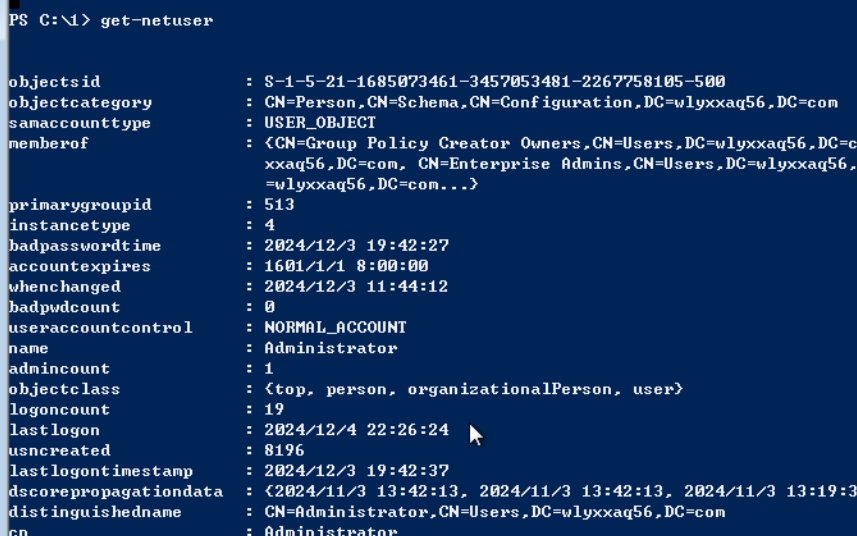 PS C:\1> get-netuser
objectsid : S-1-5-21-1685073461-3457053481-2267758105-500
objectcategory : CN=Person,CN=Schema,CN=Configuration,DC=wlyxxaq56,DC=com
samaccounttype : USER_OBJECT
memberof : {CN=Group Policy Creator Owners,CN=Users,DC=wlyxxaq56,DC=c
xxaq56,DC=com, CN=Enterprise Admins,CN=Users,DC=wlyxxaq56,
=wlyxxaq56,DC=com...}
primarygroupid : 513
instancetype : 4
badpasswordtime : 2024/12/3 19:42:27
accountexpires : 1601/1/1 8:00:00
whenchanged : 2024/12/3 11:44:12
badpwdcount : 0
useraccountcontrol : NORMAL_ACCOUNT
name : Administrator
admincount : 1
objectclass : {top, person, organizationalPerson, user}
logoncount : 19
lastlogon : 2024/12/4 22:26:24
usncreated : 8196
lastlogontimestamp : 2024/12/3 19:42:37
dscorepropagationdata : {2024/11/3 13:42:13, 2024/11/3 13:42:13, 2024/11/3 13:19:3
distinguishedname : CN=Administrator,CN=Users,DC=wlyxxaq56,DC=com
cn : Administrator